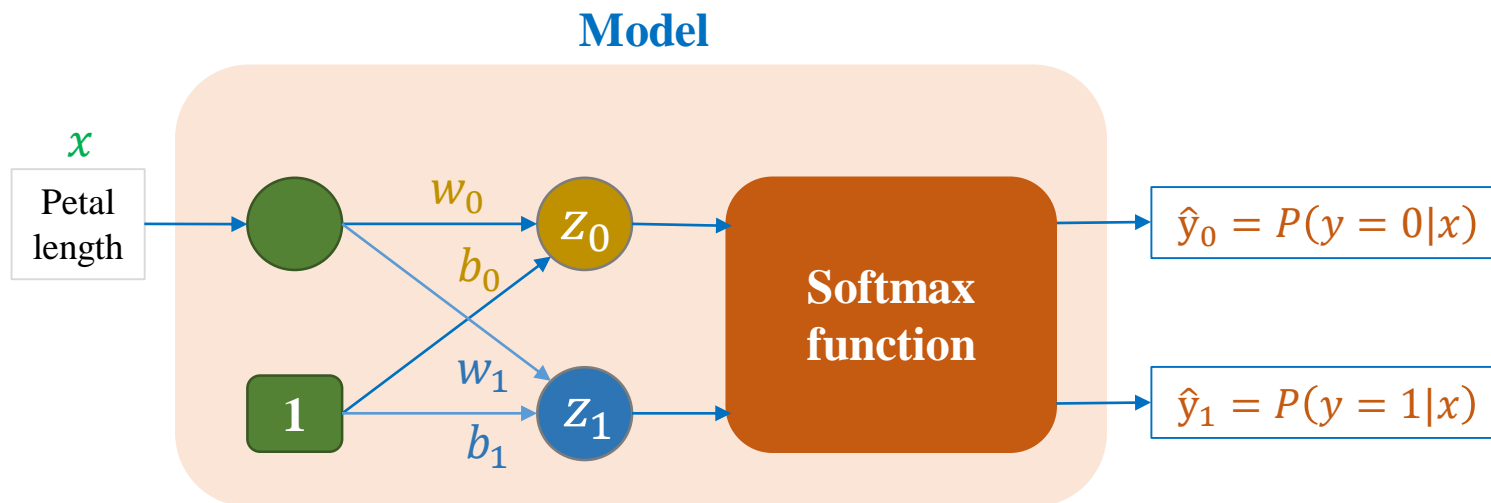 Model
x
Petal
length
w₀
z₀
b₀
w₁
1
z₁
b₁
Softmax
function
ŷ₀ = P(y = 0|x)
ŷ₁ = P(y = 1|x)